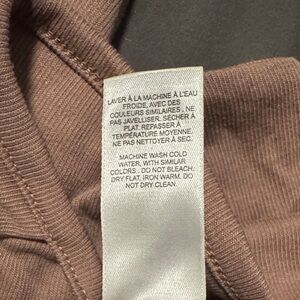 LAVER À LA MACHINE À L'EAU
FROIDE, AVEC DES
COULEURS SIMILAIRES , NE
PAS JAVELLISER. SÉCHER À
PLAT. REPASSER À
TEMPÉRATURE MOYENNE.
NE PAS NETTOYER À SEC.
MACHINE WASH COLD
WATER, WITH SIMILAR
COLORS . DO NOT BLEACH.
DRY FLAT, IRON WARM, DO
NOT DRY CLEAN.